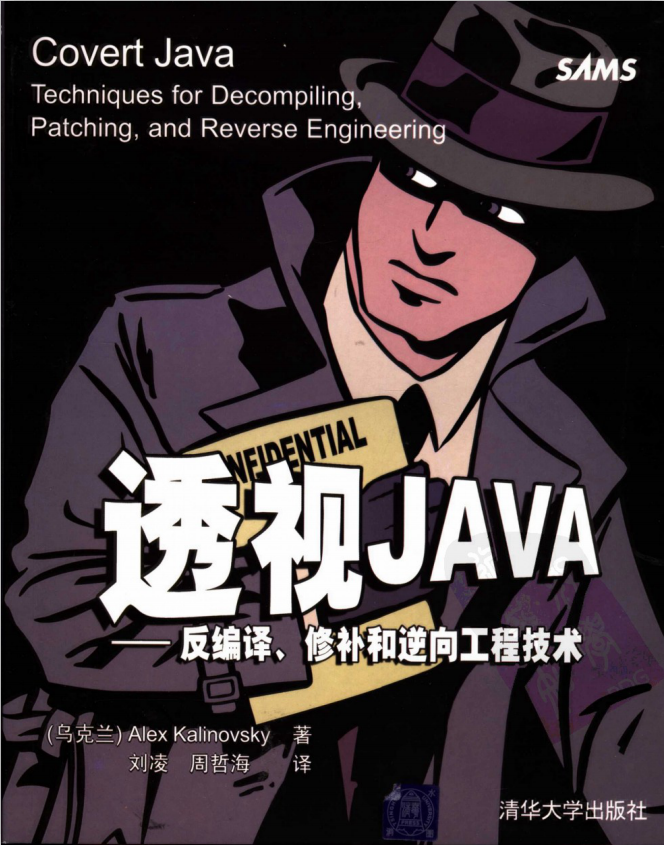 Covert Java
SAMS
Techniques for Decompiling,
Patching, and Reverse Engineering
NFIDENTIAL
透视JAVA
——反编译、修补和逆向工程技术
(乌克兰) Alex Kalinovsky 著
刘凌 周哲海 译
清华大学出版社